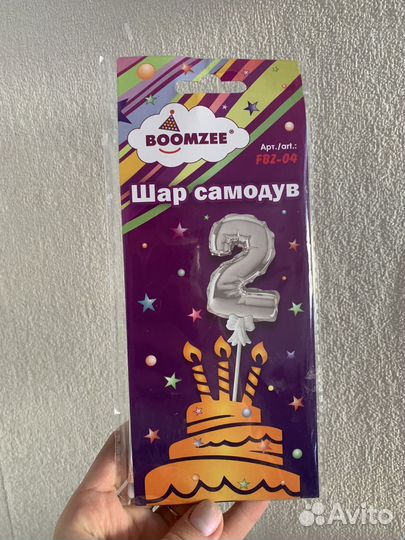 BOOMZEE®
Арт./art.:
FBZ-04
Шар самодув
2
Avito